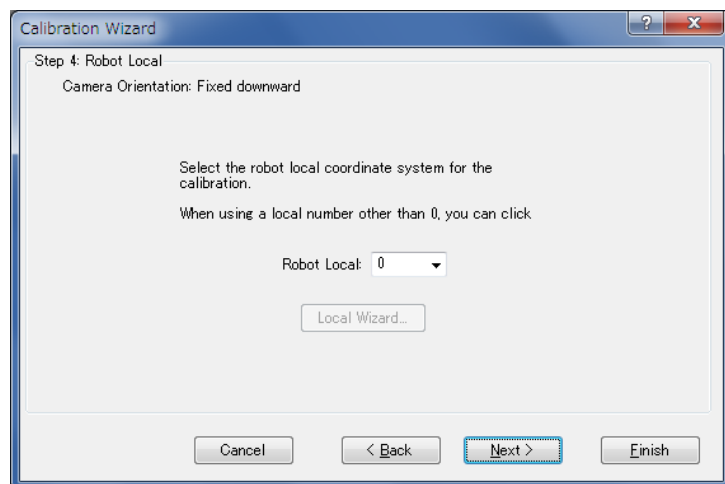 Calibration Wizard
Step 4: Robot Local
Camera Orientation: Fixed downward
Select the robot local coordinate system for the
calibration.
When using a local number other than 0, you can click
Robot Local: 0
Local Wizard...
Cancel
< Back
Next >
Finish